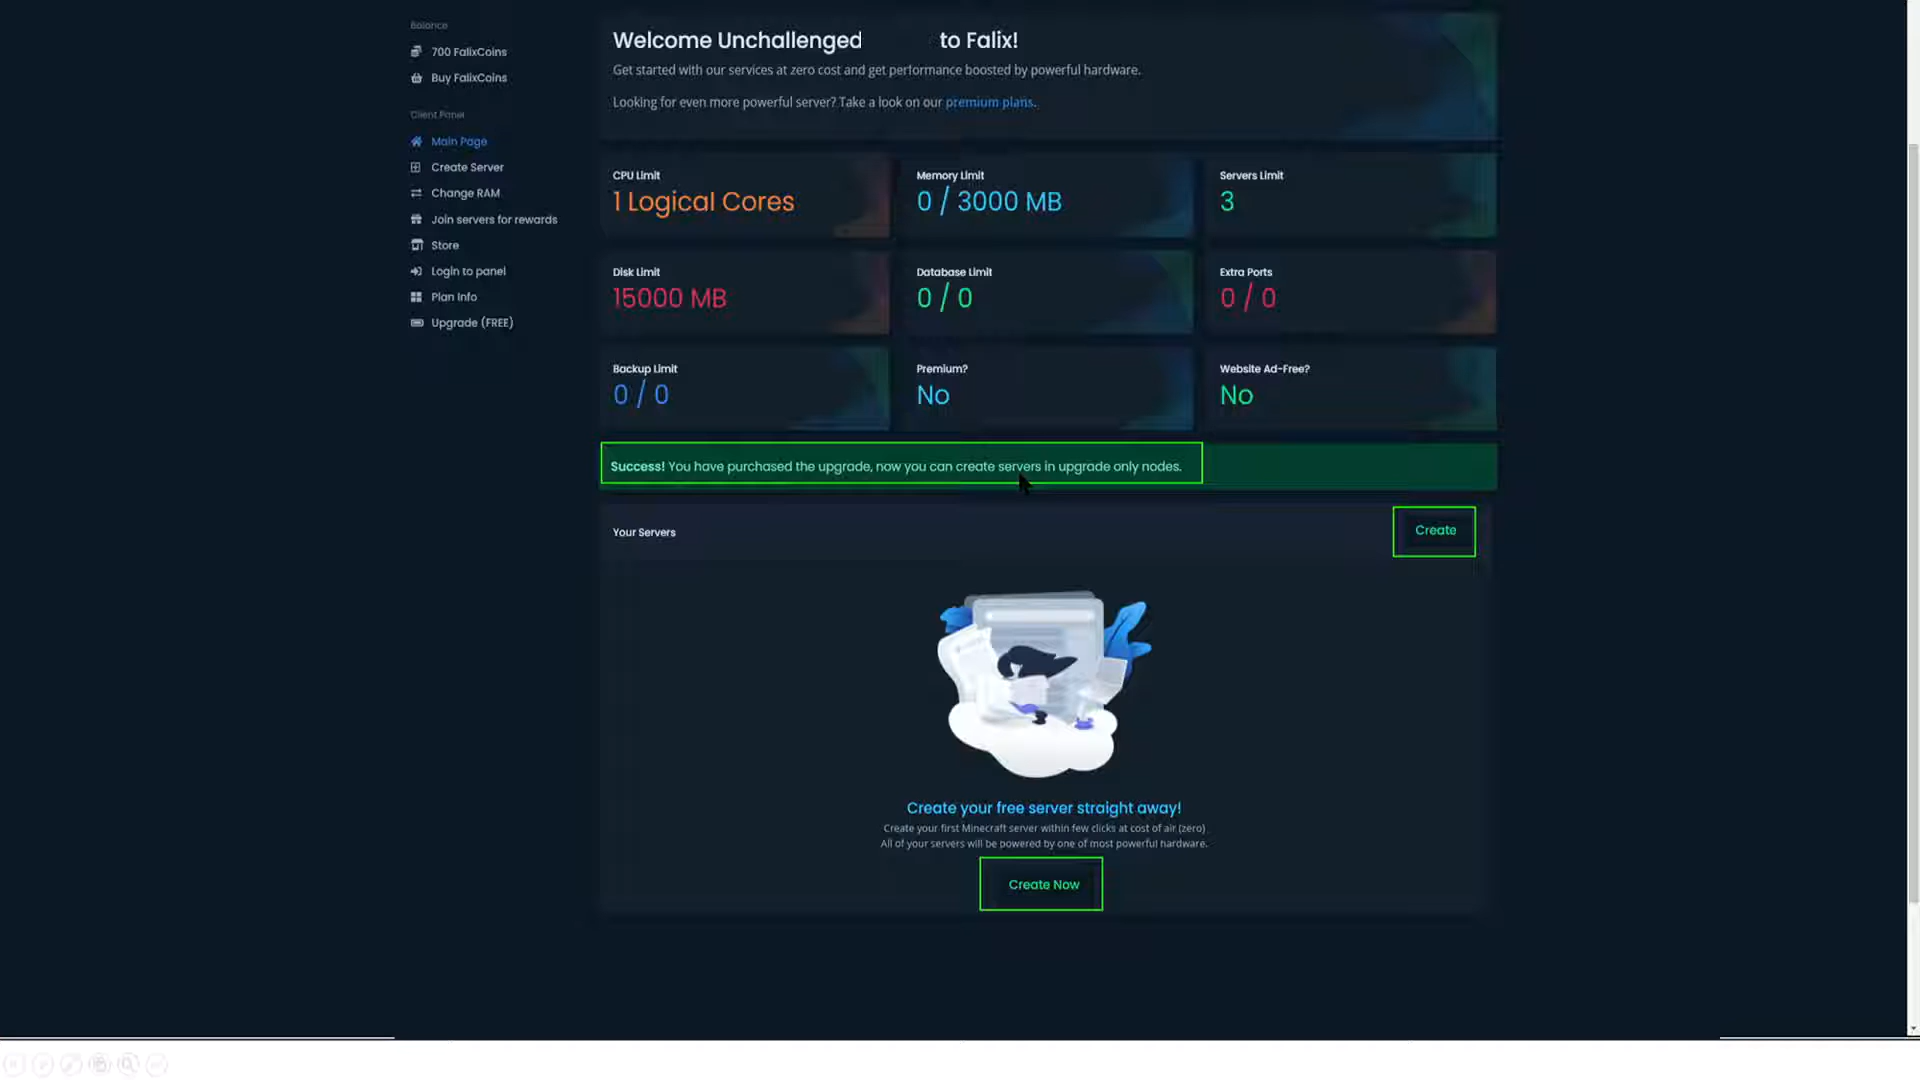 Balance
700 FalixCoins
Buy FalixCoins
Client Panel
Main Page
Create Server
Change RAM
Join servers for rewards
Store
Login to panel
Plan Info
Upgrade (FREE)
Welcome Unchallenged to Falix!
Get started with our services at zero cost and get performance boosted by powerful hardware.
Looking for even more powerful server? Take a look on our premium plans.
CPU Limit
1 Logical Cores
Memory Limit
0 / 3000 MB
Servers Limit
3
Disk Limit
15000 MB
Database Limit
0 / 0
Extra Ports
0 / 0
Backup Limit
0 / 0
Premium?
No
Website Ad-Free?
No
Success! You have purchased the upgrade, now you can create servers in upgrade only nodes.
Your Servers
Create
Create your free server straight away!
Create your first Minecraft server within few clicks at cost of air (zero)
All of your servers will be powered by one of most powerful hardware.
Create Now